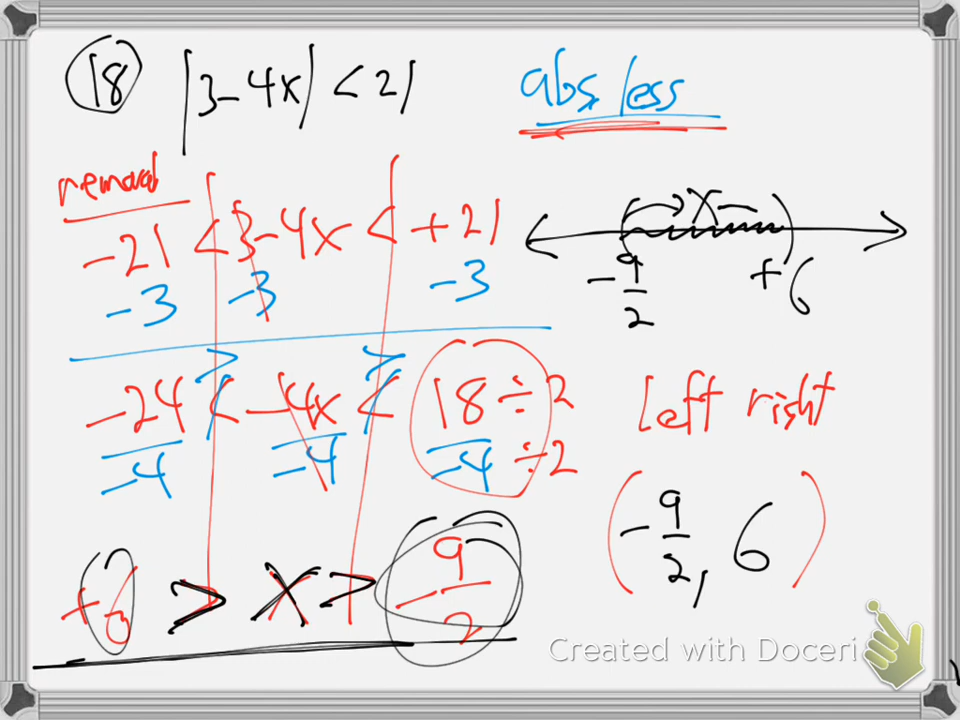 18 |3-4x| < 21
abs less
removal
-21 < 3-4x < +21
-3 -3 -3
-24 < -4x < 18 ÷2
> >
-4 -4 -4 ÷2
+6 > x > -9/2
x
-9/2 +6
left right
(-9/2, 6)
Created with Doceri